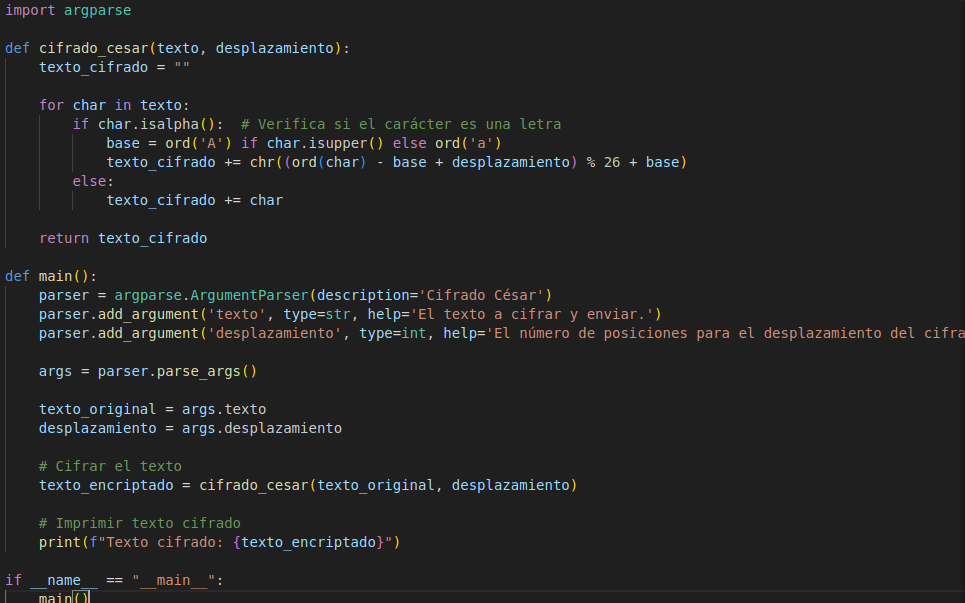 import argparse
def cifrado_cesar(texto, desplazamiento):
texto_cifrado = ""
for char in texto:
if char.isalpha():  # Verifica si el carácter es una letra
base = ord('A') if char.isupper() else ord('a')
texto_cifrado += chr((ord(char) - base + desplazamiento) % 26 + base)
else:
texto_cifrado += char
return texto_cifrado
def main():
parser = argparse.ArgumentParser(description='Cifrado César')
parser.add_argument('texto', type=str, help='El texto a cifrar y enviar.')
parser.add_argument('desplazamiento', type=int, help='El número de posiciones para el desplazamiento del cifra
args = parser.parse_args()
texto_original = args.texto
desplazamiento = args.desplazamiento
# Cifrar el texto
texto_encriptado = cifrado_cesar(texto_original, desplazamiento)
# Imprimir texto cifrado
print(f"Texto cifrado: {texto_encriptado}")
if __name__ == "__main__":
main()